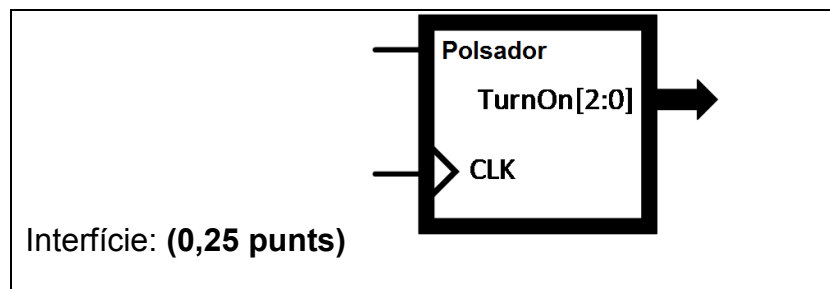 Polsador
TurnOn[2:0]
CLK
Interfície: (0,25 punts)